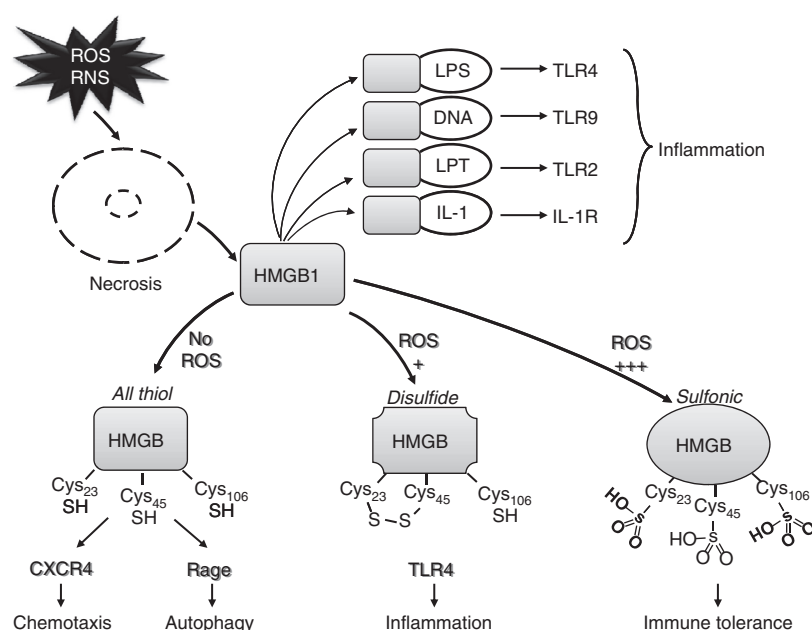 ROS
RNS
LPS
TLR4
DNA
TLR9
LPT
TLR2
IL-1
IL-1R
Inflammation
Necrosis
HMGB1
No
ROS
ROS
+
ROS
+++
All thiol
Disulfide
Sulfonic
HMGB
HMGB
HMGB
Cys23
SH
Cys45
SH
Cys106
SH
Cys23
Cys45
S
S
Cys106
SH
Cys23
HO
S
O
O
Cys45
HO
S
O
O
Cys106
HO
S
O
O
CXCR4
Rage
TLR4
Chemotaxis
Autophagy
Inflammation
Immune tolerance